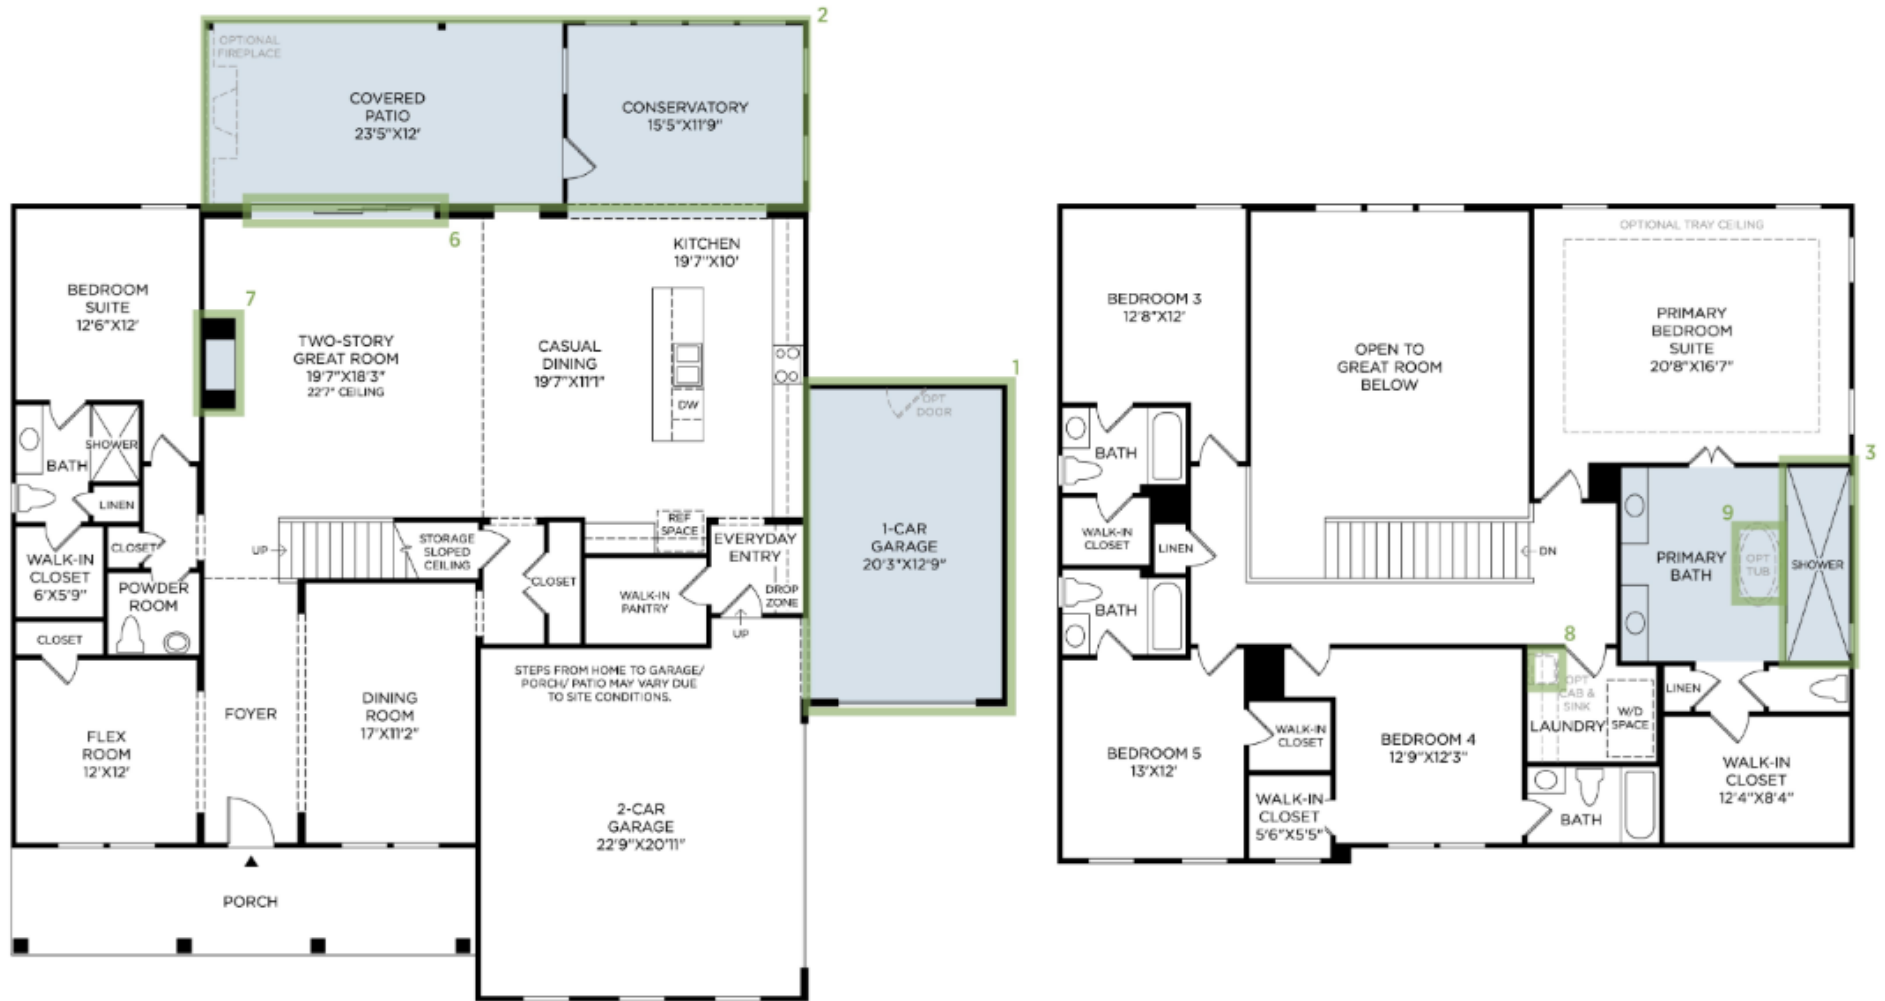 2
OPTIONAL
FIREPLACE
COVERED
PATIO
23'5"X12'
CONSERVATORY
15'5"X11'9"
6
KITCHEN
19'7"X10'
BEDROOM
SUITE
12'6"X12'
7
TWO-STORY
GREAT ROOM
19'7"X18'3"
22'7" CEILING
CASUAL
DINING
19'7"X11'1"
DW
1
OPT
DOOR
1-CAR
GARAGE
20'3"X12'9"
SHOWER
BATH
LINEN
WALK-IN
CLOSET
6'X5'9"
CLOSET
POWDER
ROOM
CLOSET
UP
STORAGE
SLOPED
CEILING
CLOSET
REF
SPACE
EVERYDAY
ENTRY
WALK-IN
PANTRY
DROP
ZONE
UP
STEPS FROM HOME TO GARAGE/
PORCH/ PATIO MAY VARY DUE
TO SITE CONDITIONS.
FLEX
ROOM
12'X12'
FOYER
DINING
ROOM
17'X11'2"
2-CAR
GARAGE
22'9"X20'11"
PORCH
BEDROOM 3
12'8"X12'
OPEN TO
GREAT ROOM
BELOW
OPTIONAL TRAY CEILING
PRIMARY
BEDROOM
SUITE
20'8"X16'7"
3
BATH
WALK-IN
CLOSET
LINEN
BATH
DN
PRIMARY
BATH
9
OPT
TUB
SHOWER
8
OPT
CAB &
SINK
LAUNDRY
W/D
SPACE
LINEN
BEDROOM 5
13'X12'
WALK-IN
CLOSET
WALK-IN
CLOSET
5'6"X5'5"
BEDROOM 4
12'9"X12'3"
BATH
WALK-IN
CLOSET
12'4"X8'4"